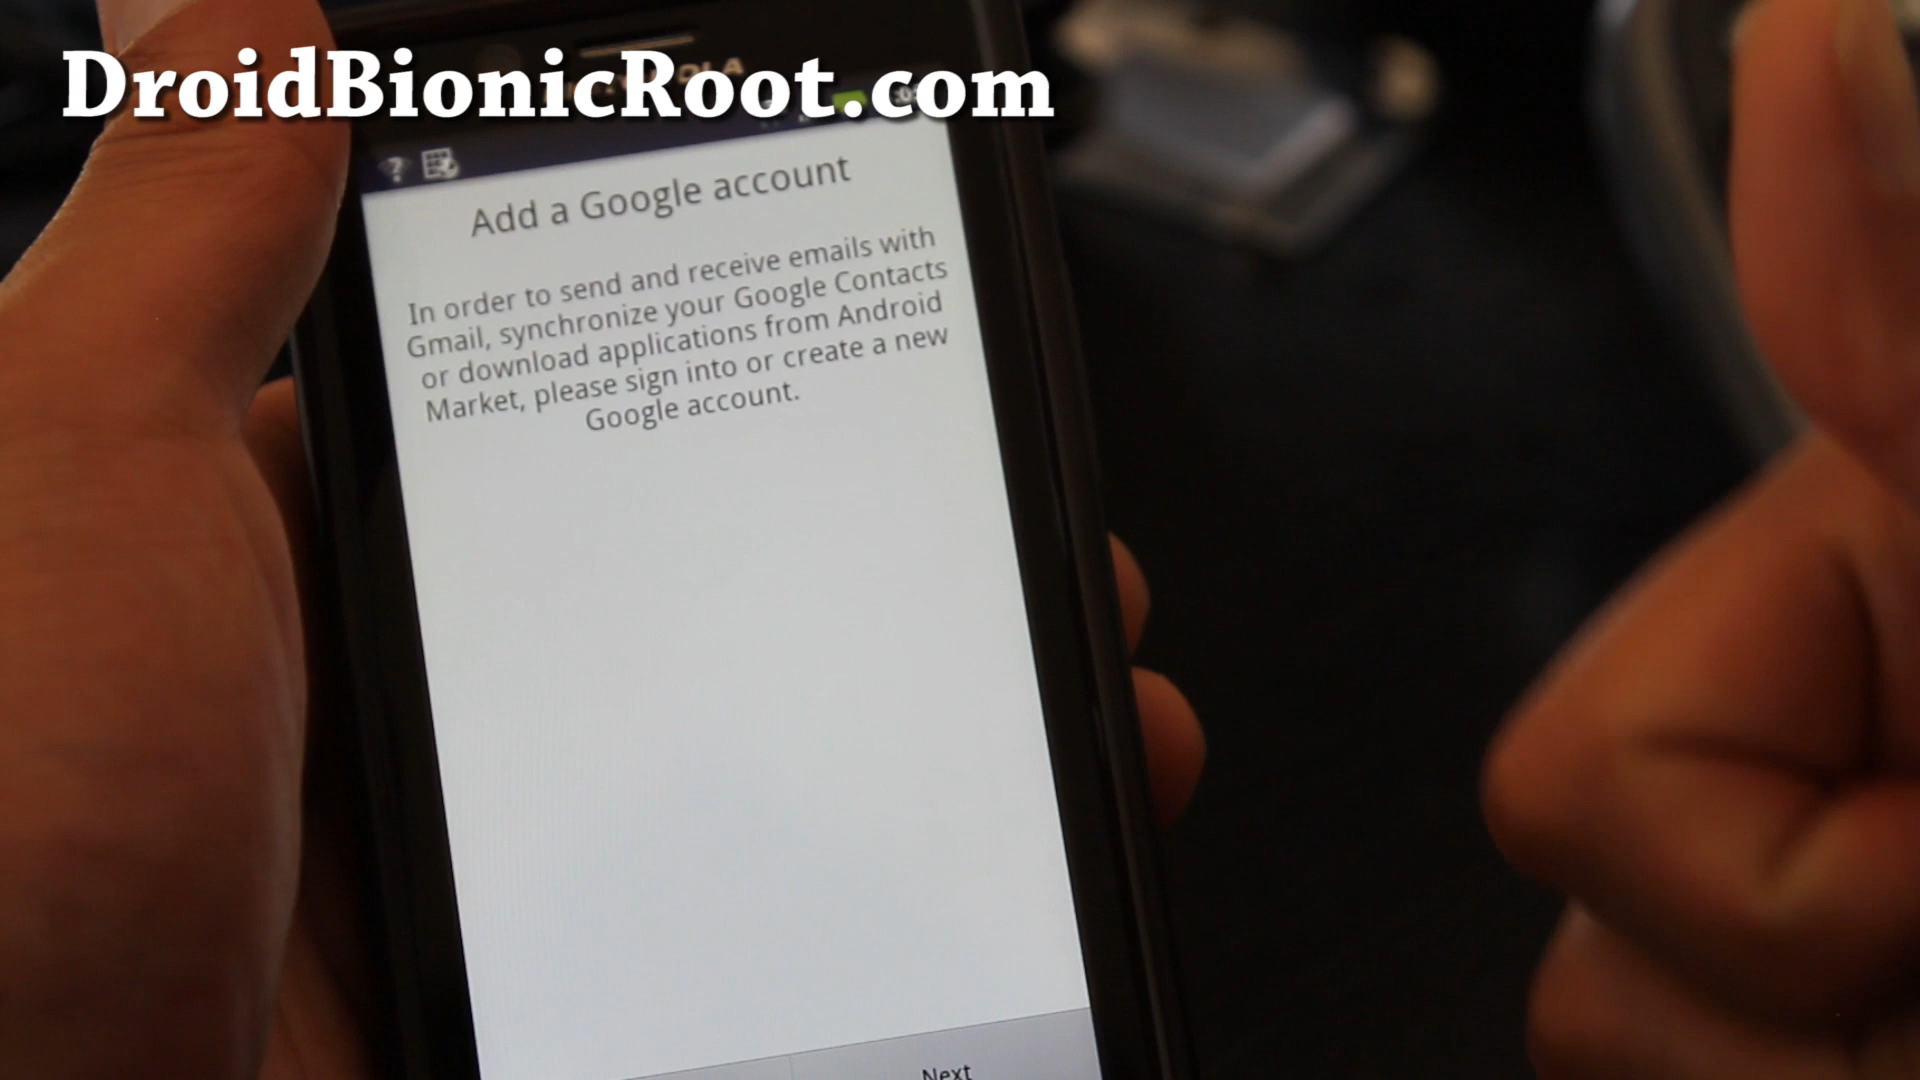 DroidBionicRoot.com
Add a Google account
In order to send and receive emails with
Gmail, synchronize your Google Contacts
or download applications from Android
Market, please sign into or create a new
Google account.
Next